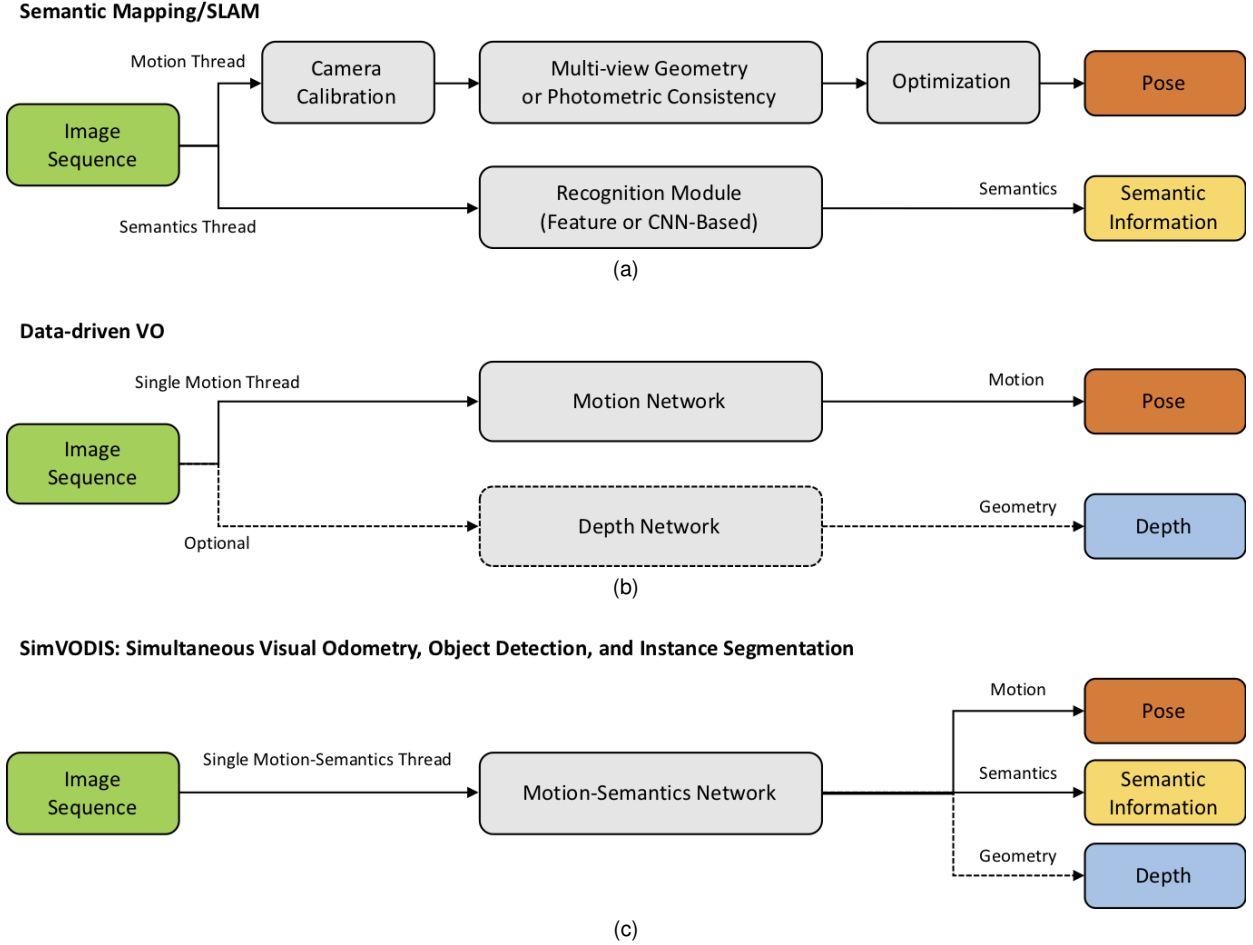 Semantic Mapping/SLAM
Motion Thread
Camera
Calibration
Multi-view Geometry
or Photometric Consistency
Optimization
Pose
Image
Sequence
Semantics Thread
Recognition Module
(Feature or CNN-Based)
Semantics
Semantic
Information
(a)
Data-driven VO
Single Motion Thread
Motion Network
Motion
Pose
Image
Sequence
Optional
Depth Network
Geometry
Depth
(b)
SimVODIS: Simultaneous Visual Odometry, Object Detection, and Instance Segmentation
Image
Sequence
Single Motion-Semantics Thread
Motion-Semantics Network
Motion
Pose
Semantics
Semantic
Information
Geometry
Depth
(c)